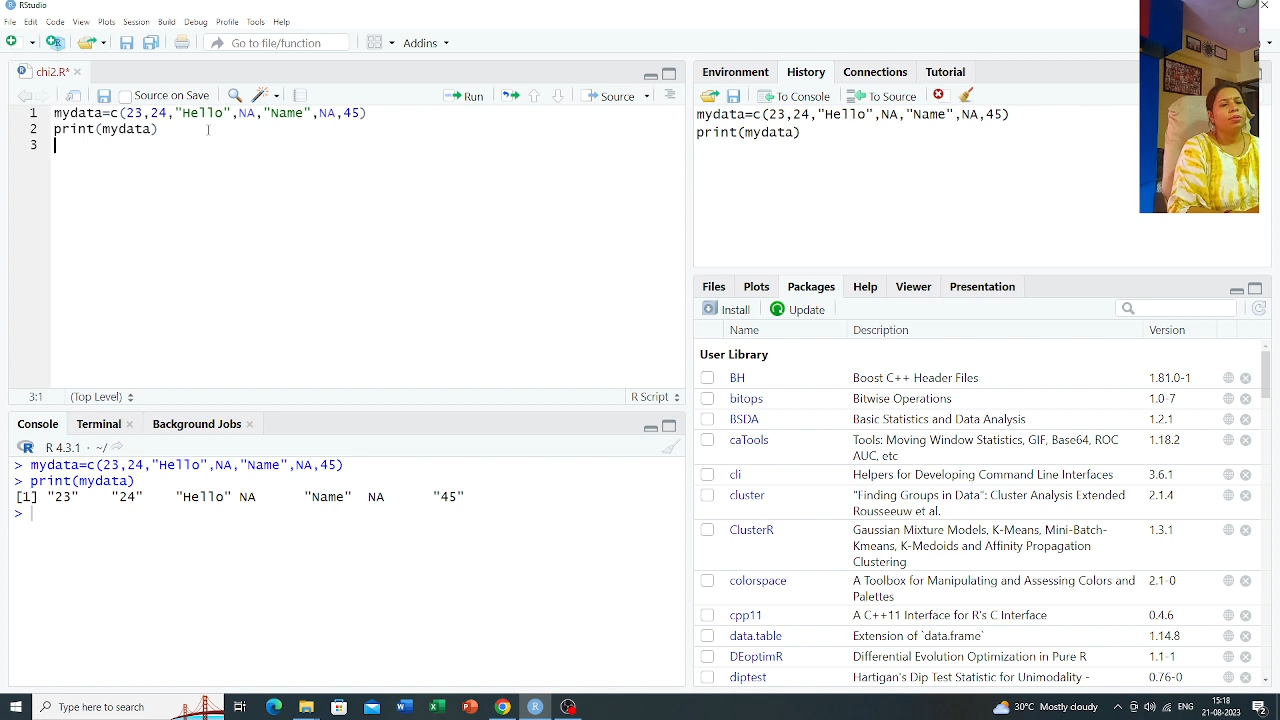 RStudio
File Edit Code View Plots Session Build Debug Profile Tools Help
Go to file/function
Addins
chi2.R*
Source on Save
Run
Source
1 mydata=c(23,24,"Hello",NA,"Name",NA,45)
2 print(mydata)
3
3:1 (Top Level) R Script
Console Terminal Background Jobs
R 4.3.1 · ~/
> mydata=c(23,24,"Hello",NA,"Name",NA,45)
> print(mydata)
[1] "23" "24" "Hello" NA "Name" NA "45"
>
Environment History Connections Tutorial
To Console To Source
mydata=c(23,24,"Hello",NA,"Name",NA,45)
print(mydata)
Files Plots Packages Help Viewer Presentation
Install Update
Name Description Version
User Library
BH Boost C++ Header Files 1.81.0-1
bitops Bitwise Operations 1.0-7
BSDA Basic Statistics and Data Analysis 1.2.1
caTools Tools: Moving Window Statistics, GIF, Base64, ROC 1.18.2
AUC, etc
cli Helpers for Developing Command Line Interfaces 3.6.1
cluster "Finding Groups in Data": Cluster Analysis Extended 2.1.4
Rousseeuw et al.
ClusterR Gaussian Mixture Models, K-Means, Mini-Batch- 1.3.1
Kmeans, K-Medoids and Affinity Propagation
Clustering
colorspace A Toolbox for Manipulating and Assessing Colors and 2.1-0
Palettes
cpp11 A C++11 Interface for R's C Interface 0.4.6
data.table Extension of `data.frame` 1.14.8
DEoptimR Differential Evolution Optimization in Pure R 1.1-1
diptest Hartigan's Dip Test Statistic for Unimodality - 0.76-0
Type here to search
30°C Mostly cloudy
ENG
15:18
21-08-2023
2